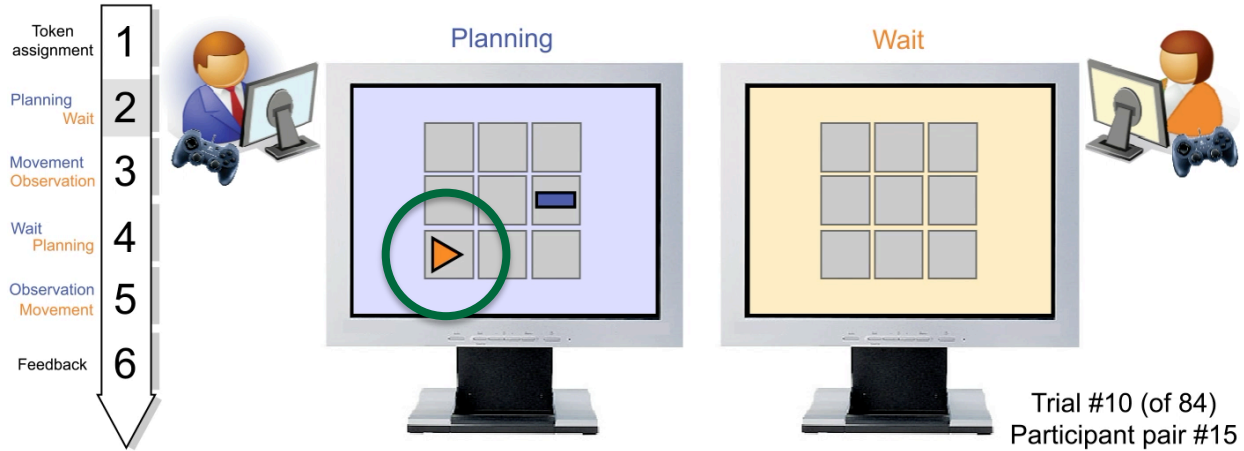 Token
assignment
1
Planning
Wait
2
Movement
Observation
3
Wait
Planning
4
Observation
Movement
5
Feedback
6
Planning
Wait
Trial #10 (of 84)
Participant pair #15